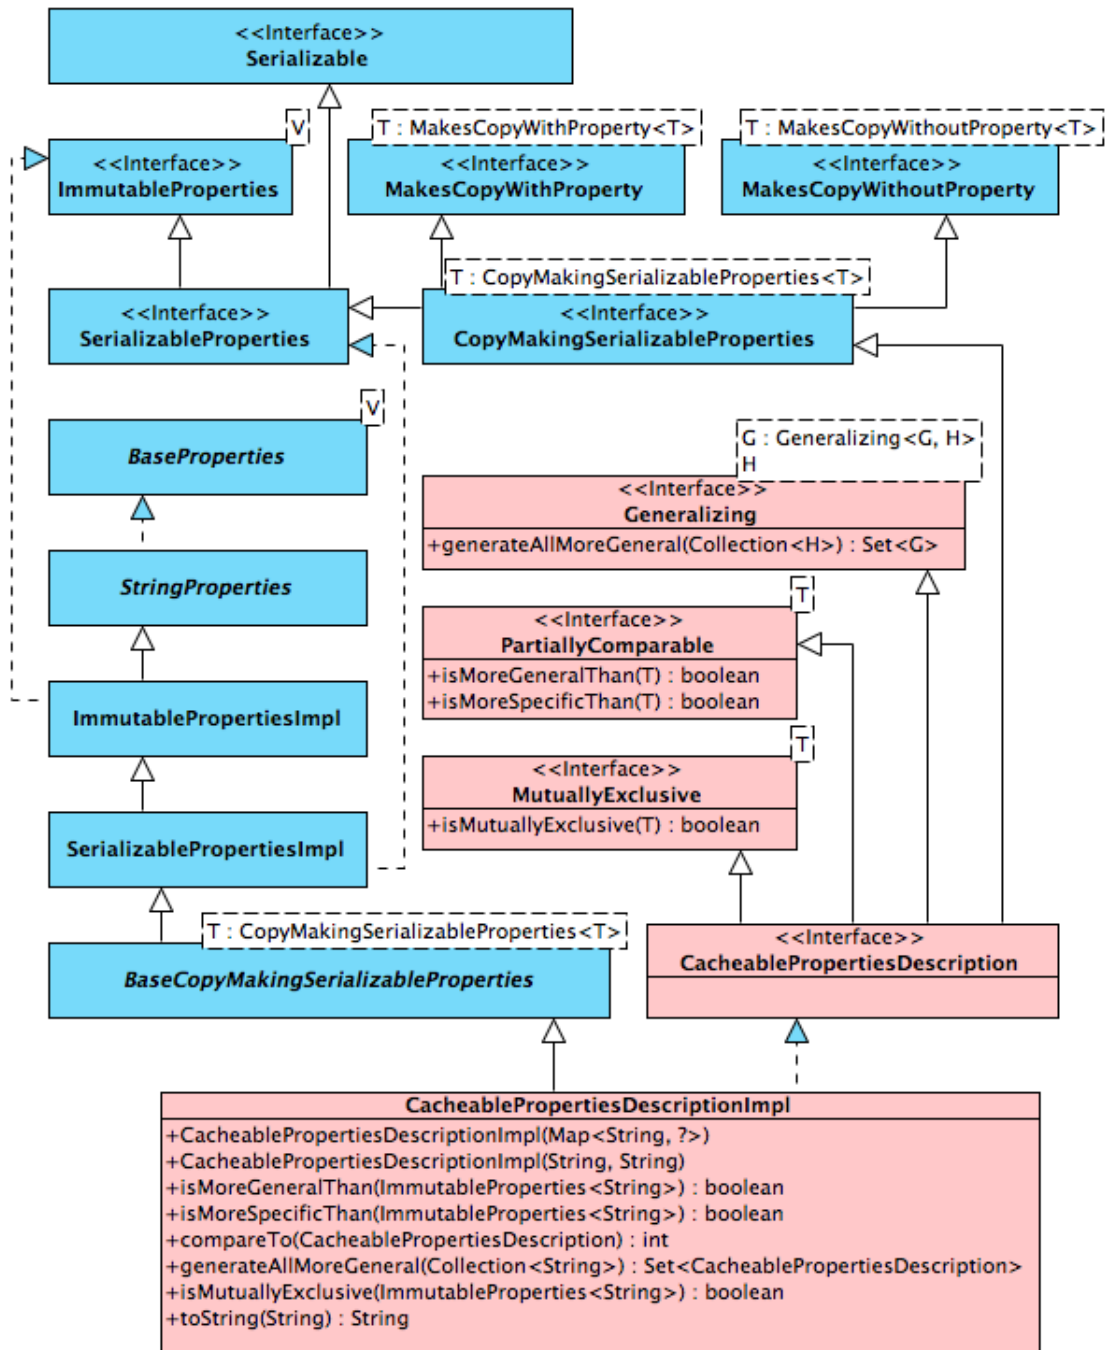 <<Interface>>
Serializable
V
<<Interface>>
ImmutableProperties
T : MakesCopyWithProperty<T>
<<Interface>>
MakesCopyWithProperty
T : MakesCopyWithoutProperty<T>
<<Interface>>
MakesCopyWithoutProperty
<<Interface>>
SerializableProperties
T : CopyMakingSerializableProperties<T>
<<Interface>>
CopyMakingSerializableProperties
V
BaseProperties
G : Generalizing<G, H>
H
<<Interface>>
Generalizing
+generateAllMoreGeneral(Collection<H>) : Set<G>
StringProperties
T
<<Interface>>
PartiallyComparable
+isMoreGeneralThan(T) : boolean
+isMoreSpecificThan(T) : boolean
ImmutablePropertiesImpl
T
<<Interface>>
MutuallyExclusive
+isMutuallyExclusive(T) : boolean
SerializablePropertiesImpl
T : CopyMakingSerializableProperties<T>
BaseCopyMakingSerializableProperties
<<Interface>>
CacheablePropertiesDescription
CacheablePropertiesDescriptionImpl
+CacheablePropertiesDescriptionImpl(Map<String, ?>)
+CacheablePropertiesDescriptionImpl(String, String)
+isMoreGeneralThan(ImmutableProperties<String>) : boolean
+isMoreSpecificThan(ImmutableProperties<String>) : boolean
+compareTo(CacheablePropertiesDescription) : int
+generateAllMoreGeneral(Collection<String>) : Set<CacheablePropertiesDescription>
+isMutuallyExclusive(ImmutableProperties<String>) : boolean
+toString(String) : String